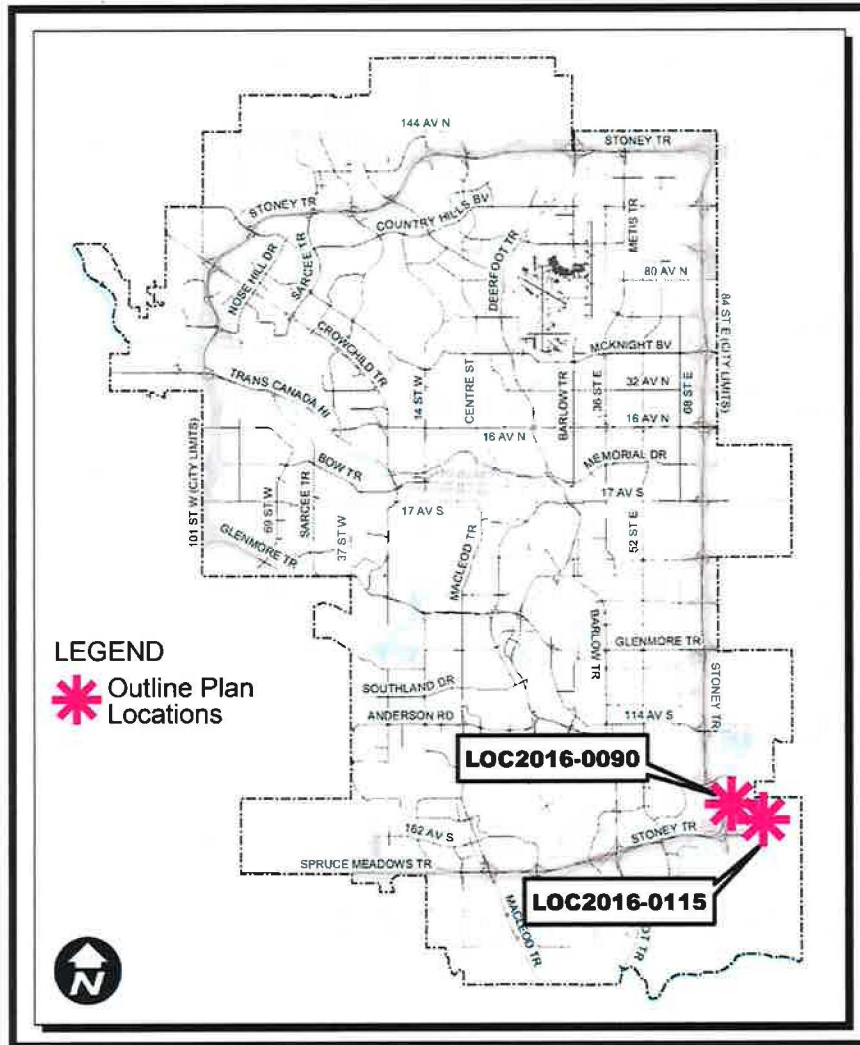 144 AV N
STONEY TR
STONEY TR
COUNTRY HILLS BV
METIS TR
NOSE HILL DR
SARCEE TR
DEERFOOT TR
80 AV N
84 ST E (CITY LIMITS)
CROWCHILD TR
MCKNIGHT BV
TRANS CANADA HI
14 ST W
CENTRE ST
BARLOW TR
36 ST E
32 AV N
68 ST E
16 AV N
16 AV N
101 ST W (CITY LIMITS)
BOW TR
MEMORIAL DR
69 ST W
SARCEE TR
17 AV S
17 AV S
37 ST W
52 ST E
GLENMORE TR
MACLEOD TR
BARLOW TR
GLENMORE TR
LEGEND
Outline Plan
Locations
SOUTHLAND DR
STONEY TR
ANDERSON RD
114 AV S
LOC2016-0090
162 AV S
STONEY TR
SPRUCE MEADOWS TR
LOC2016-0115
MACLEOD TR
OT TR
N